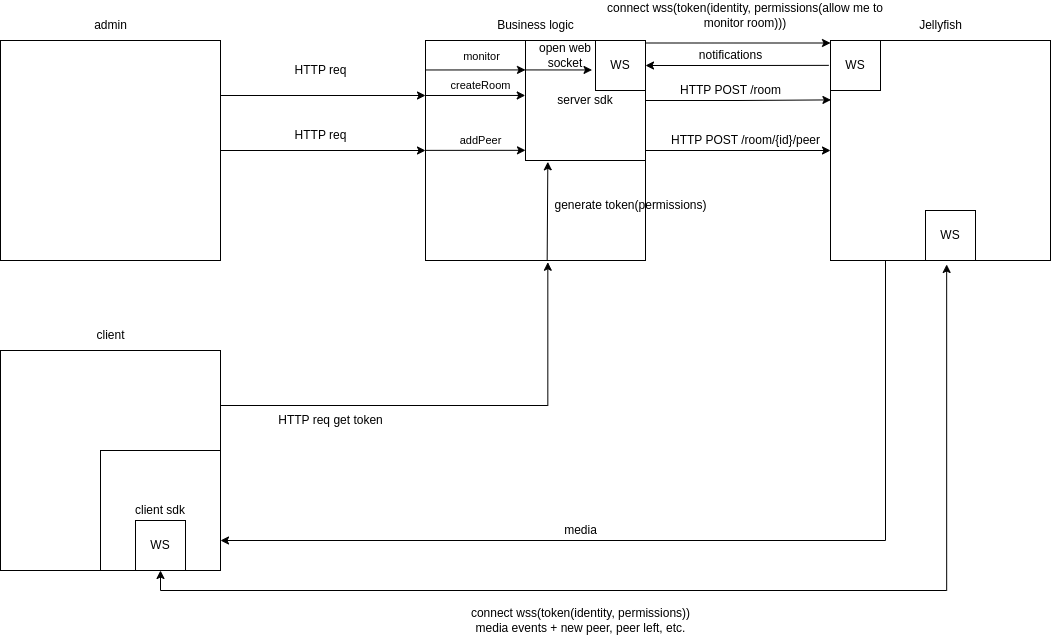 connect wss(token(identity, permissions(allow me to
monitor room)))
admin
Business logic
Jellyfish
HTTP req
monitor
open web
socket
WS
notifications
WS
createRoom
server sdk
HTTP POST /room
HTTP req
addPeer
HTTP POST /room/{id}/peer
generate token(permissions)
WS
client
HTTP req get token
client sdk
WS
media
connect wss(token(identity, permissions))
media events + new peer, peer left, etc.